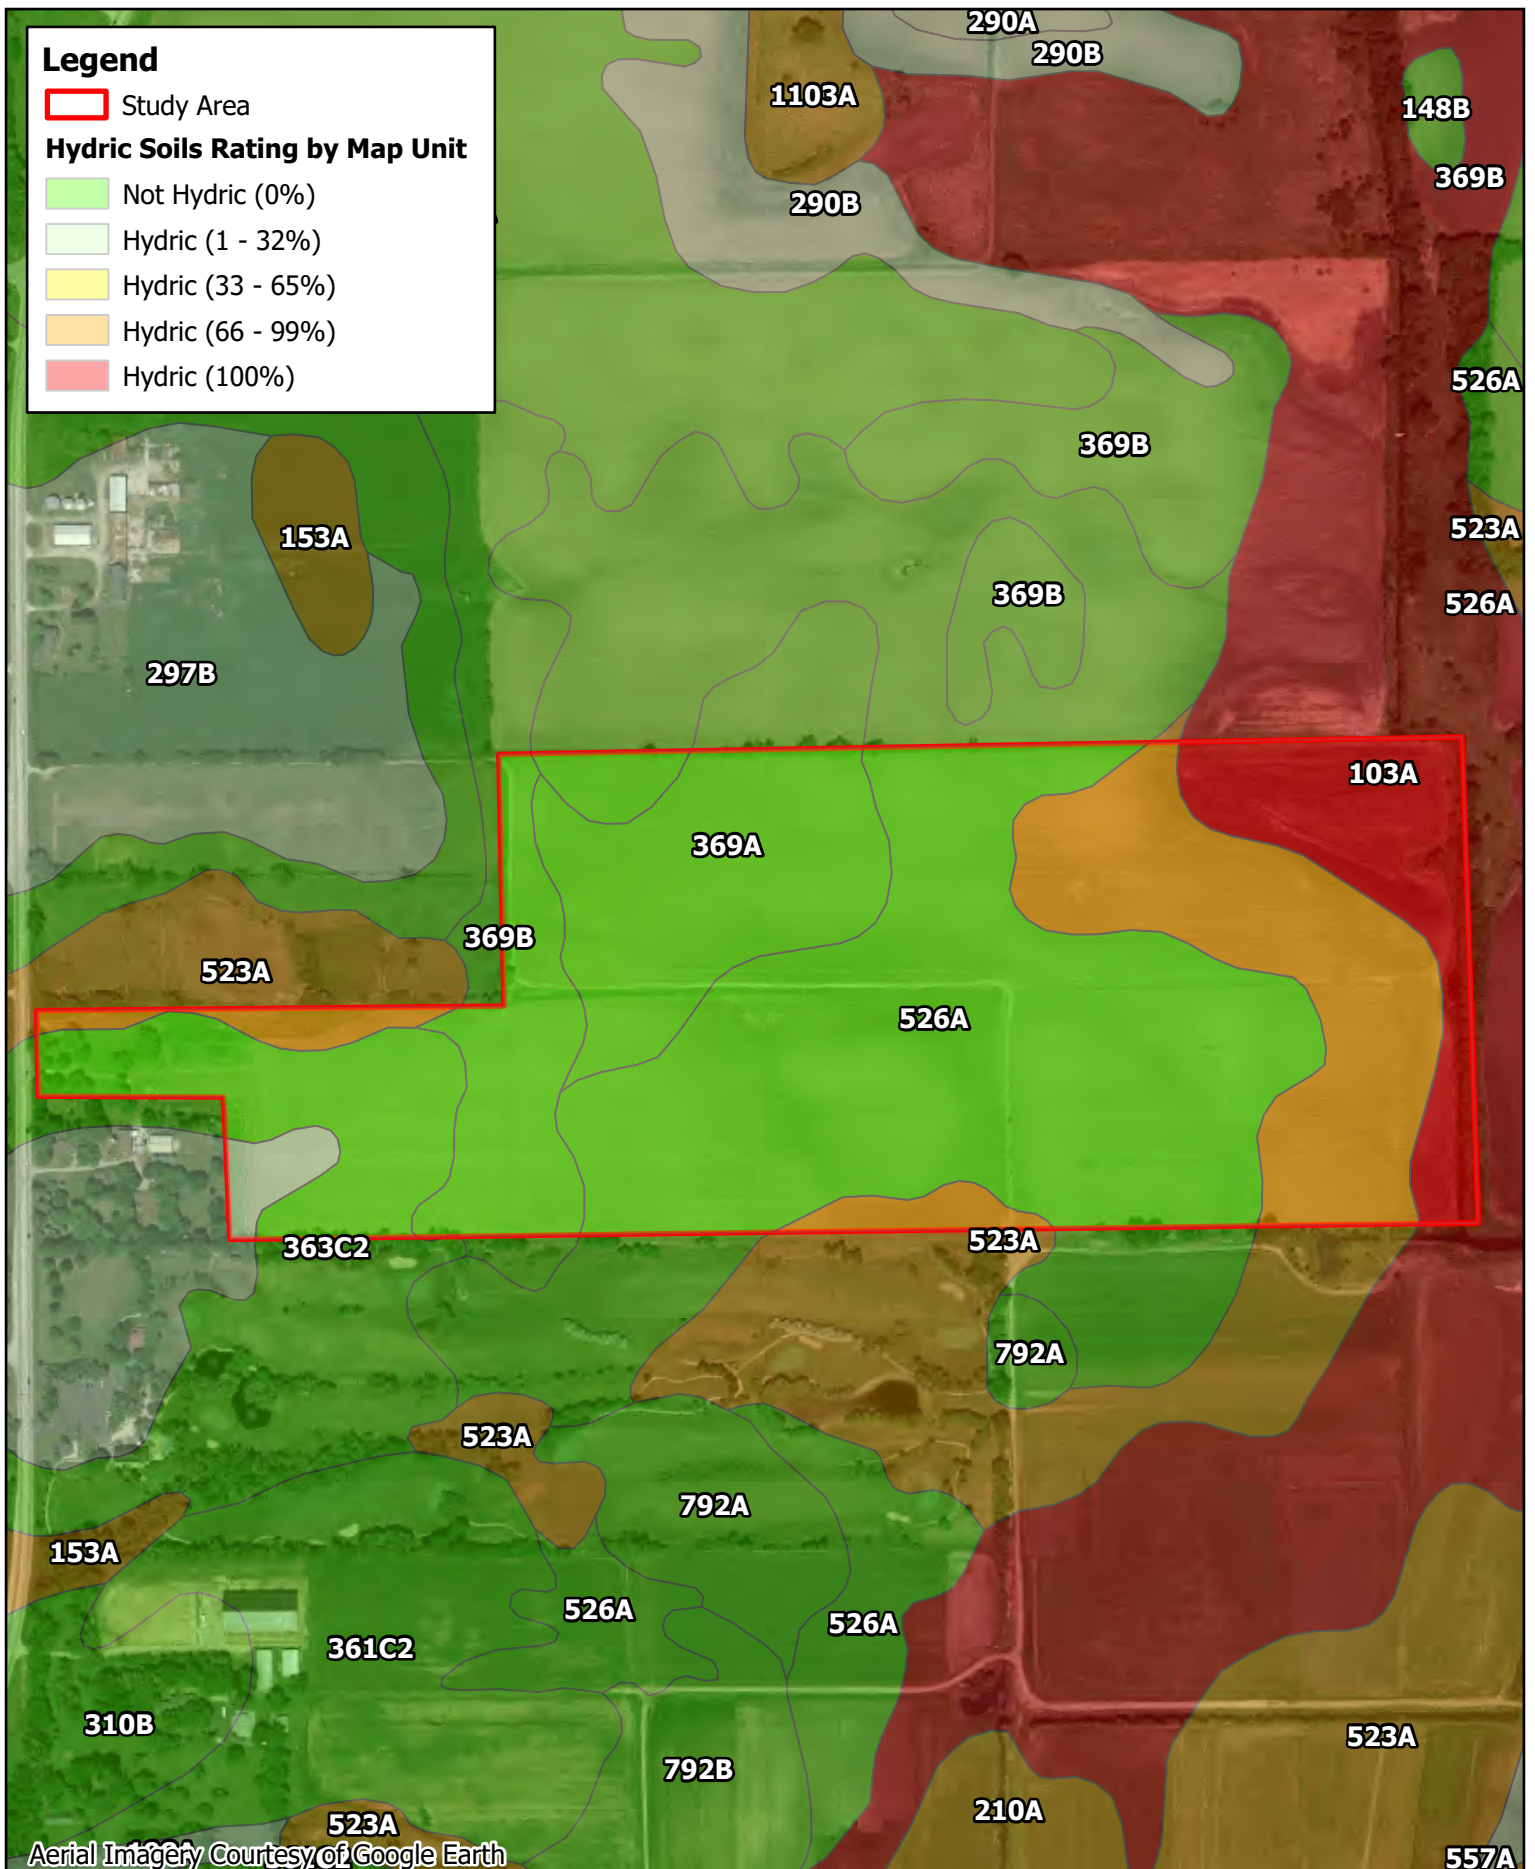 Legend
Study Area
Hydric Soils Rating by Map Unit
Not Hydric (0%)
Hydric (1 - 32%)
Hydric (33 - 65%)
Hydric (66 - 99%)
Hydric (100%)
290A
290B
1103A
148B
369B
290B
526A
369B
153A
523A
369B
526A
297B
103A
369A
369B
523A
526A
363C2
523A
792A
523A
792A
153A
526A
526A
361C2
310B
523A
792B
210A
523A
557A
Aerial Imagery Courtesy of Google Earth